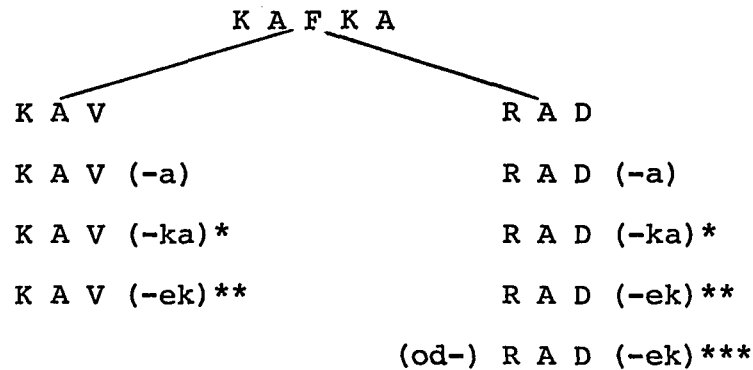 K A F K A
K A V R A D
K A V (-a) R A D (-a)
K A V (-ka)* R A D (-ka)*
K A V (-ek)** R A D (-ek)**
(od-) R A D (-ek)***